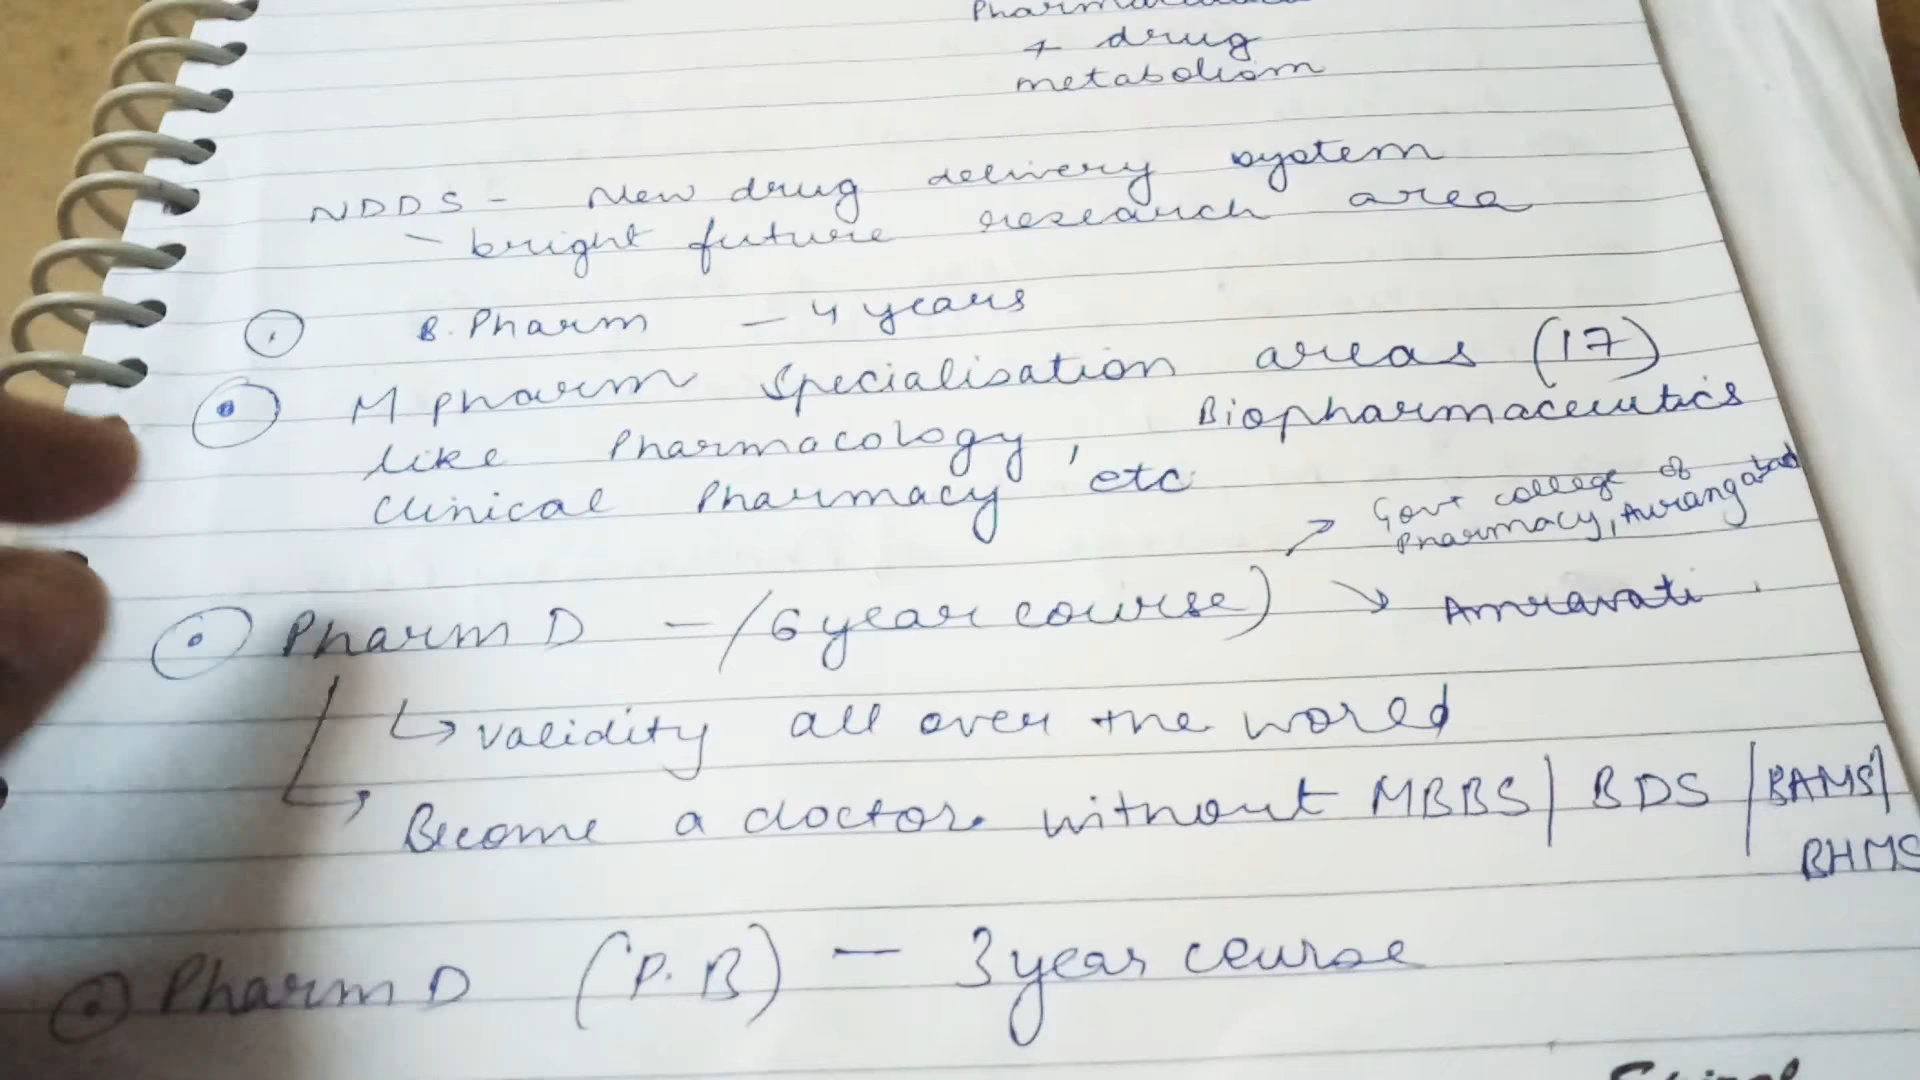 + drug
metabolism
NDDS - New drug delivery system
- bright future research area
B. Pharm - 4 years
M pharm specialisation areas (17)
like Pharmacology, Biopharmaceutics
Clinical Pharmacy etc
Govt college of
Pharmacy, Aurangabad
Pharm D - (6 year course)
Amravati
validity all over the world
Become a doctor without MBBS / BDS / BAMS /
BHMS
Pharm D (P.B) - 3 year course